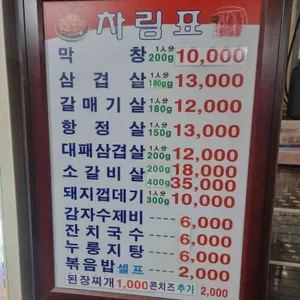 차림표
막창 1人分 200g 10,000
삼겹살 1人分 180g 13,000
갈매기살 1人分 180g 12,000
항정살 1人分 150g 13,000
대패삼겹살 1人分 200g 12,000
소갈비살 200g 18,000
400g 35,000
돼지껍데기 1人分 300g 10,000
감자수제비 ---- 6,000
잔치국수 ---- 6,000
누룽지탕 ---- 6,000
볶음밥 셀프 ---- 2,000
된장찌개 1,000 콘치즈추가 2,000